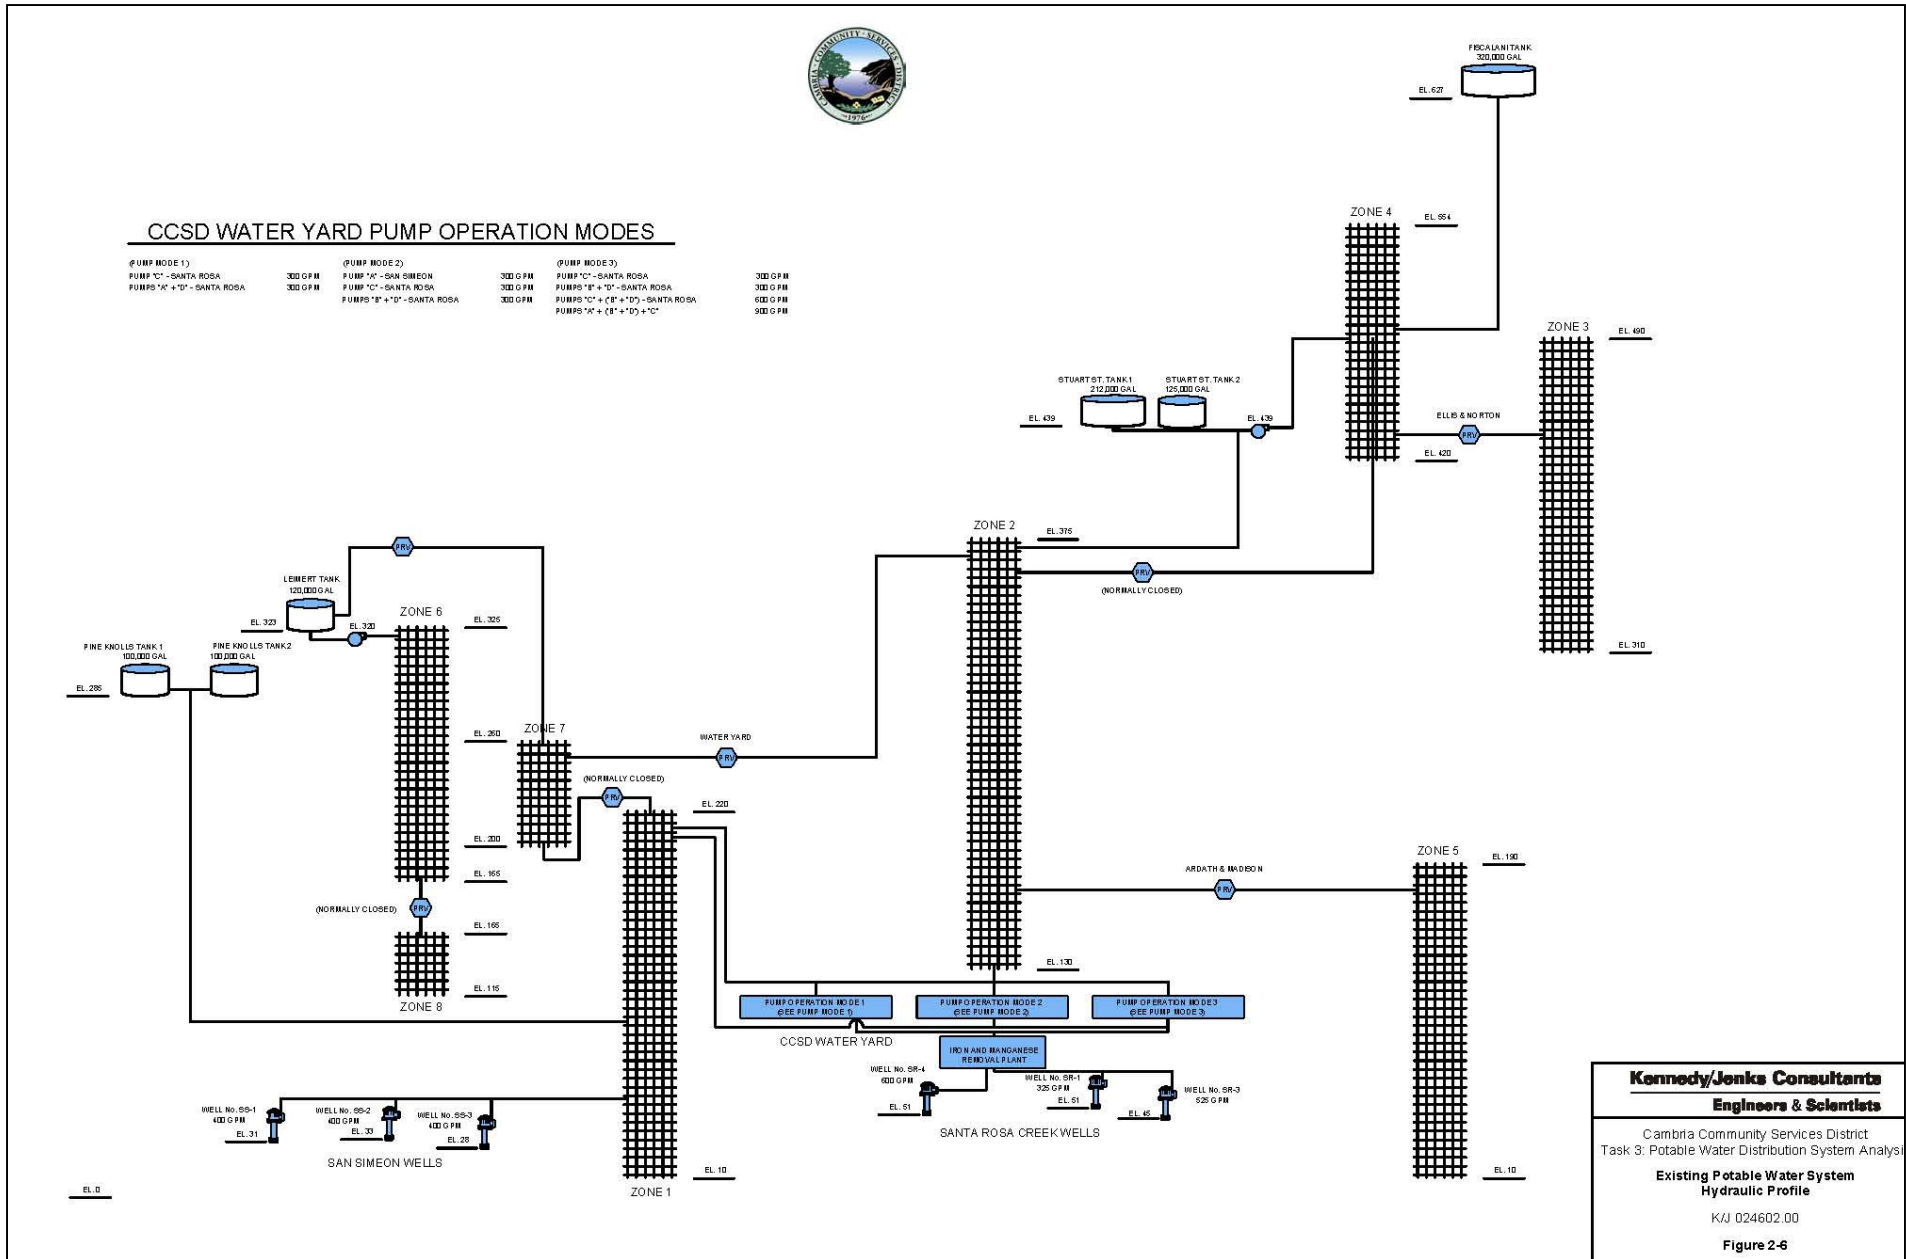 CAMBRIA · COMMUNITY · SERVICES · DISTRICT
1976
FISCALANI TANK
320,000 GAL
EL. 627
CCSD WATER YARD PUMP OPERATION MODES
(PUMP MODE 1)
PUMP "C" - SANTA ROSA 300 GPM
PUMPS "A" + "D" - SANTA ROSA 300 GPM
(PUMP MODE 2)
PUMP "A" - SAN SIMEON 300 GPM
PUMP "C" - SANTA ROSA 300 GPM
PUMPS "B" + "D" - SANTA ROSA 300 GPM
(PUMP MODE 3)
PUMP "C" - SANTA ROSA 300 GPM
PUMPS "B" + "D" - SANTA ROSA 300 GPM
PUMPS "C" + ("B" + "D") - SANTA ROSA 600 GPM
PUMPS "A" + ("B" + "D") + "C" 900 GPM
ZONE 4
EL. 554
ZONE 3
EL. 490
STUART ST. TANK 1
212,000 GAL
STUART ST. TANK 2
125,000 GAL
EL. 439
EL. 439
ELLIS & NORTON
PRV
EL. 420
ZONE 2
EL. 375
PRV
(NORMALLY CLOSED)
EL. 310
PRV
LEIMERT TANK
120,000 GAL
EL. 323
EL. 320
ZONE 6
EL. 325
PINE KNOLLS TANK 1
100,000 GAL
PINE KNOLLS TANK 2
100,000 GAL
EL. 285
ZONE 7
EL. 260
WATER YARD
PRV
(NORMALLY CLOSED)
PRV
EL. 220
EL. 200
EL. 165
(NORMALLY CLOSED)
PRV
EL. 165
EL. 115
ZONE 8
ARDATH & MADISON
PRV
ZONE 5
EL. 190
EL. 130
PUMP OPERATION MODE 1
(SEE PUMP MODE 1)
PUMP OPERATION MODE 2
(SEE PUMP MODE 2)
PUMP OPERATION MODE 3
(SEE PUMP MODE 3)
CCSD WATER YARD
IRON AND MANGANESE
REMOVAL PLANT
WELL No. SR-4
600 GPM
EL. 51
WELL No. SR-1
325 GPM
EL. 51
WELL No. SR-3
525 GPM
EL. 45
SANTA ROSA CREEK WELLS
WELL No. SS-1
400 GPM
EL. 31
WELL No. SS-2
400 GPM
EL. 33
WELL No. SS-3
400 GPM
EL. 28
SAN SIMEON WELLS
EL. 10
ZONE 1
EL. 10
EL. 0
Kennedy/Jenks Consultants
Engineers & Scientists
Cambria Community Services District
Task 3: Potable Water Distribution System Analysi
Existing Potable Water System
Hydraulic Profile
K/J 024602.00
Figure 2-6